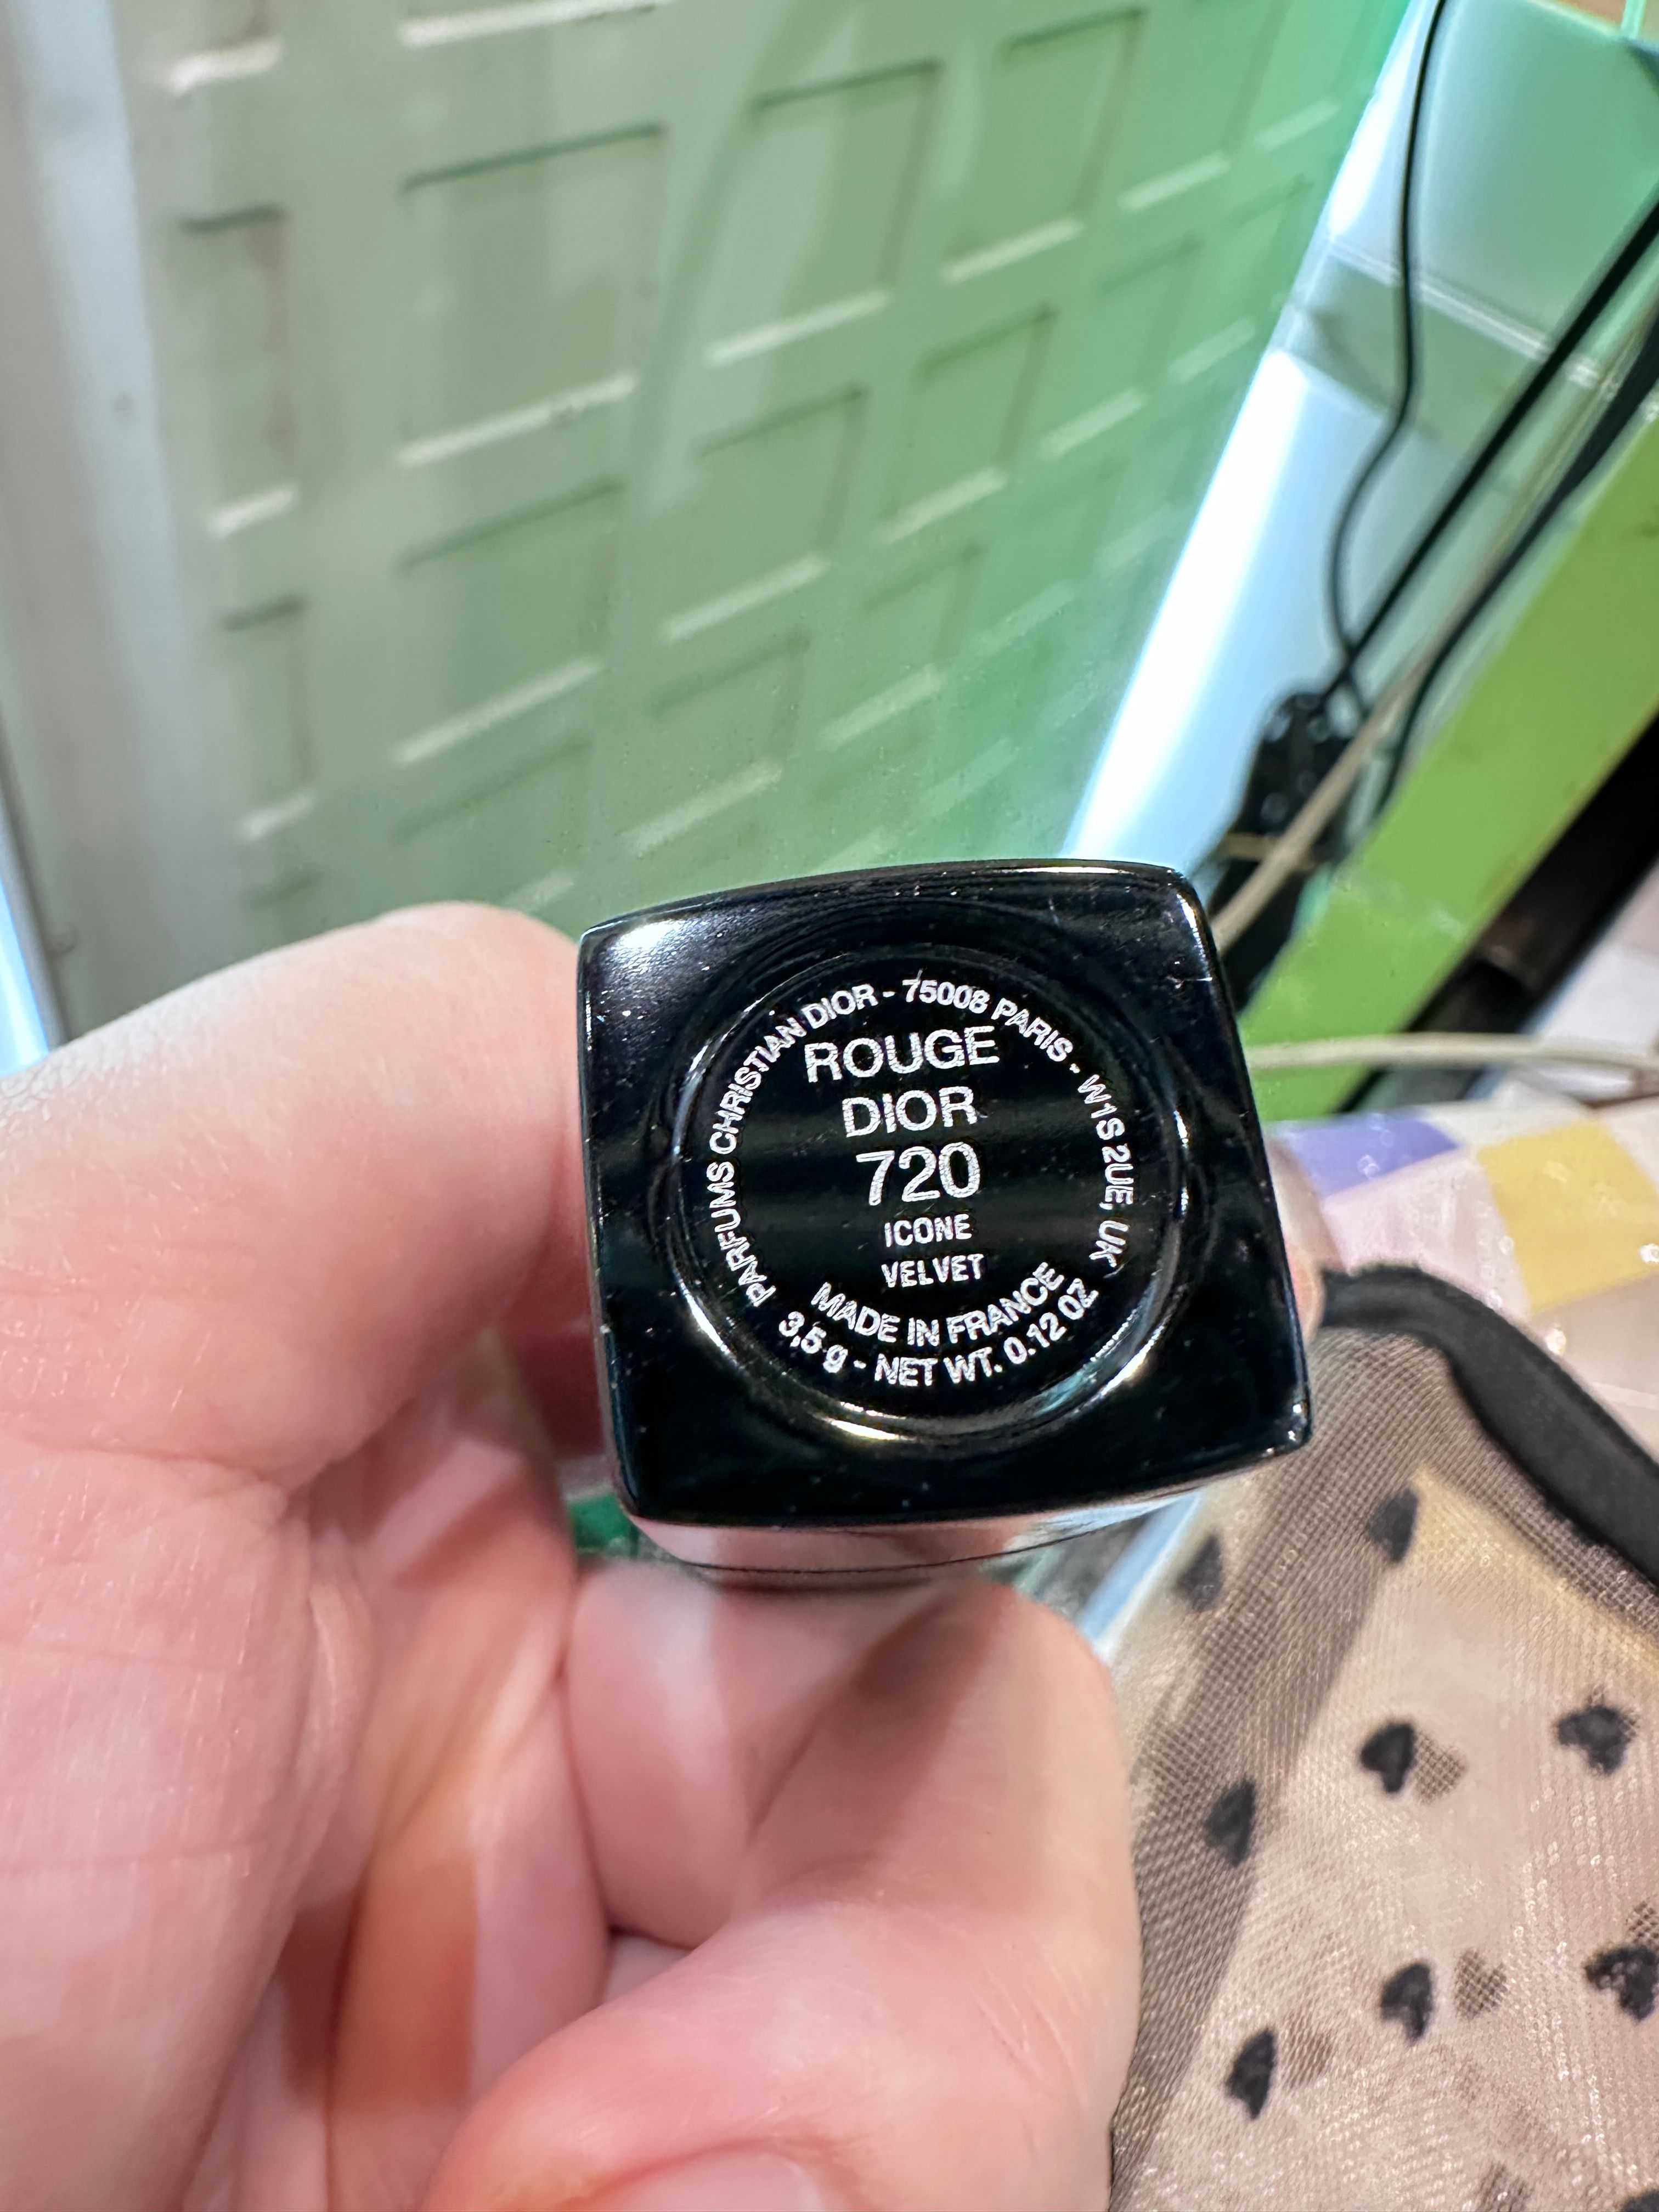 PARFUMS CHRISTIAN DIOR - 75008 PARIS - W1S 2UE, UK
ROUGE
DIOR
720
ICONE
VELVET
MADE IN FRANCE
3,5 g - NET WT. 0.12 OZ